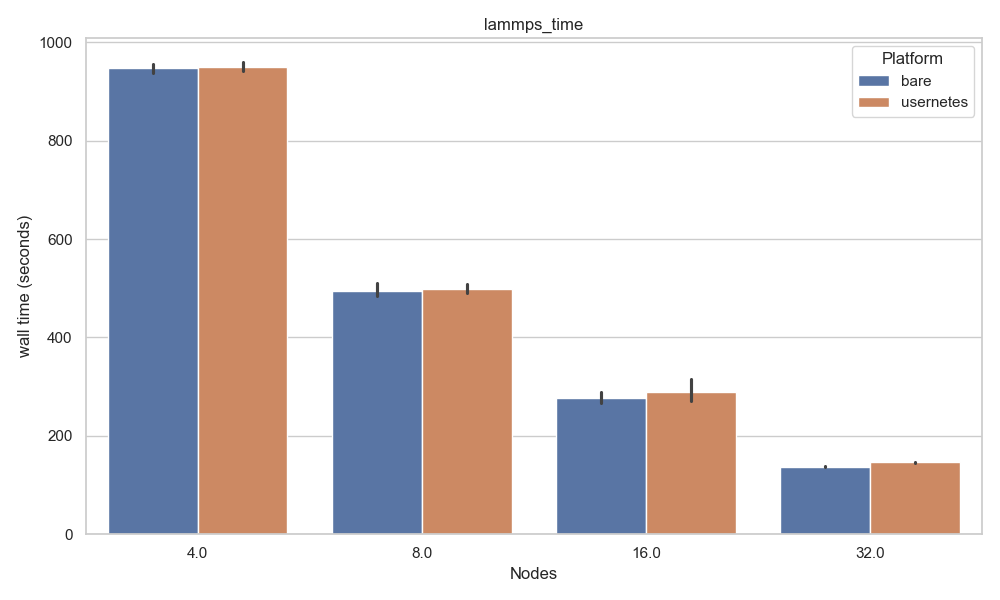 lammps_time
1000
800
600
400
200
0
wall time (seconds)
Platform
bare
usernetes
4.0
8.0
16.0
32.0
Nodes